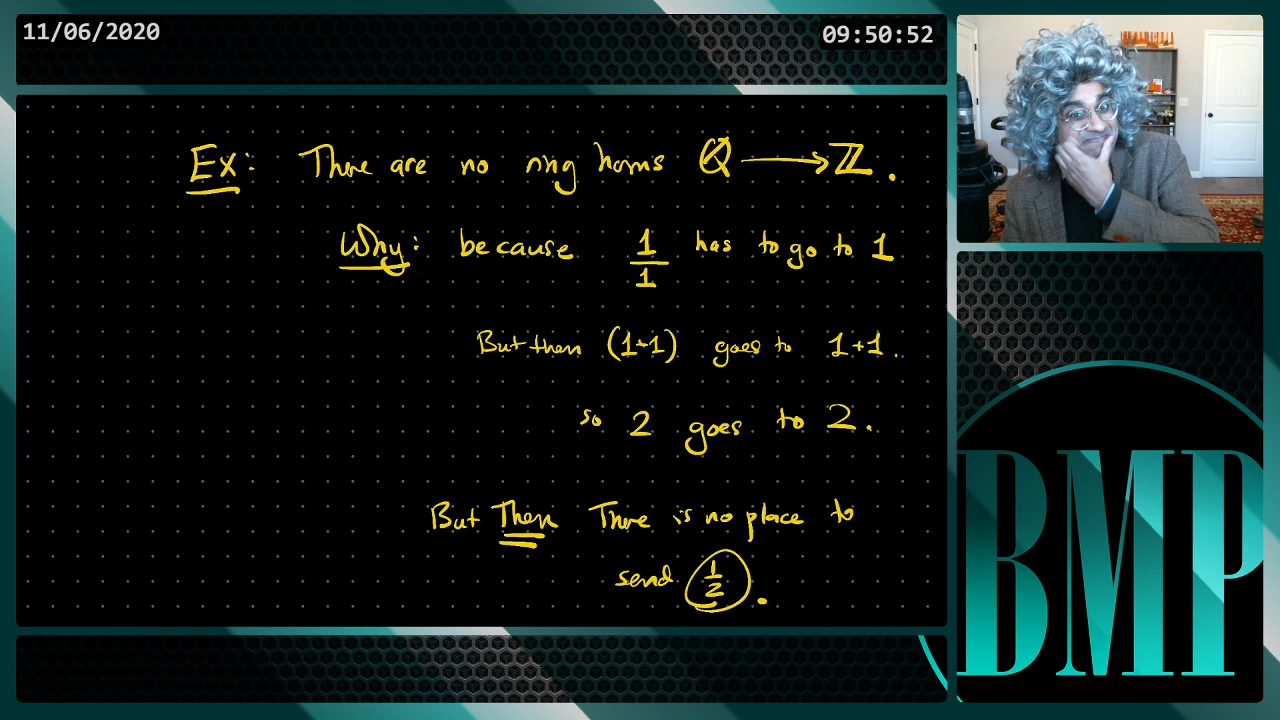 11/06/2020
09:50:52
Ex: There are no ring homs ℚ ⟶ ℤ.
Why: because 1/1 has to go to 1
But then (1+1) goes to 1+1.
so 2 goes to 2.
But Then There is no place to
send 1/2.
BMP